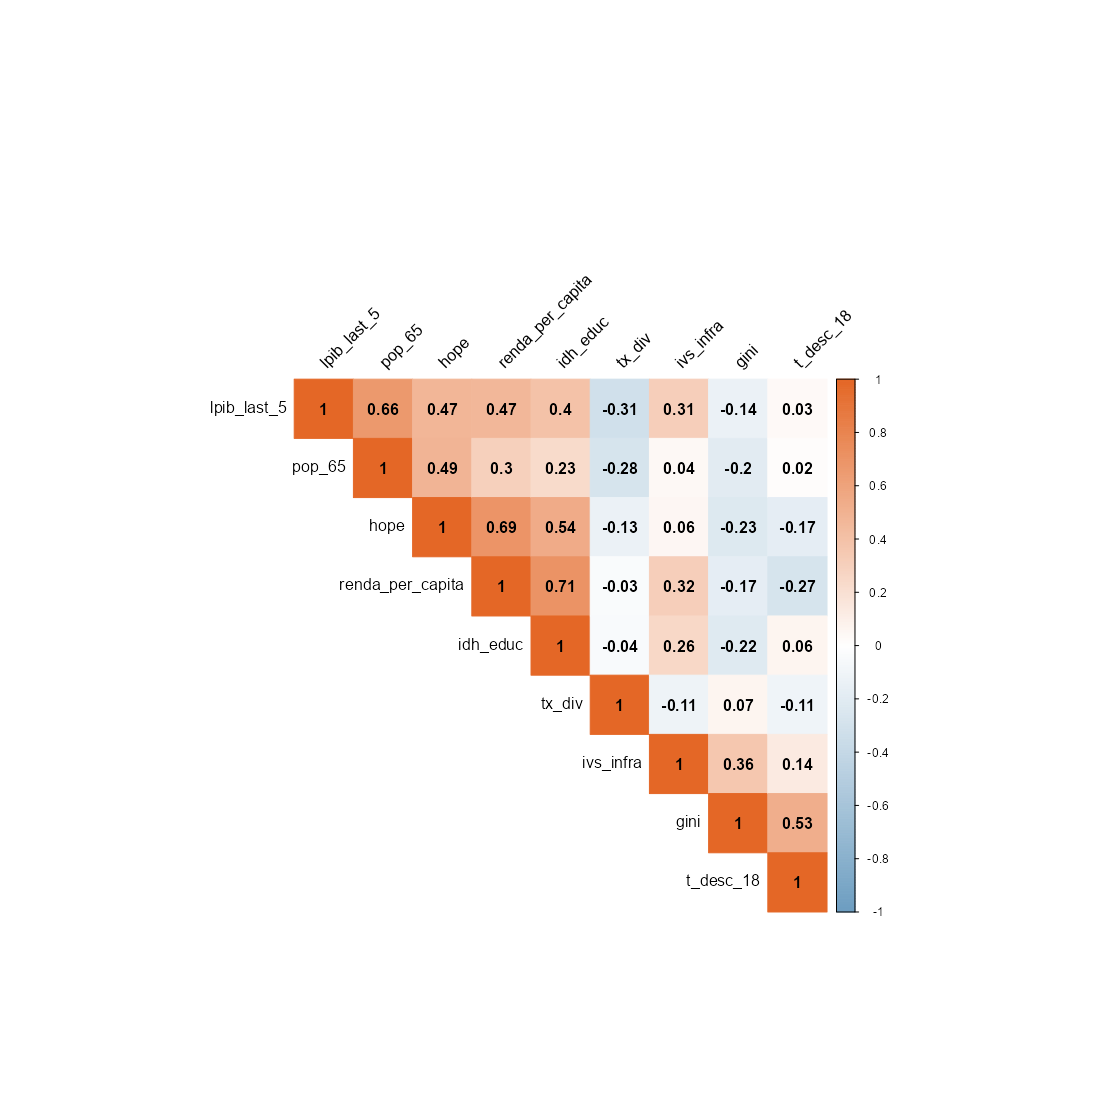 lpib_last_5 pop_65 hope renda_per_capita idh_educ tx_div ivs_infra gini t_desc_18
lpib_last_5 1 0.66 0.47 0.47 0.4 -0.31 0.31 -0.14 0.03
pop_65 1 0.49 0.3 0.23 -0.28 0.04 -0.2 0.02
hope 1 0.69 0.54 -0.13 0.06 -0.23 -0.17
renda_per_capita 1 0.71 -0.03 0.32 -0.17 -0.27
idh_educ 1 -0.04 0.26 -0.22 0.06
tx_div 1 -0.11 0.07 -0.11
ivs_infra 1 0.36 0.14
gini 1 0.53
t_desc_18 1
1
0.8
0.6
0.4
0.2
0
-0.2
-0.4
-0.6
-0.8
-1